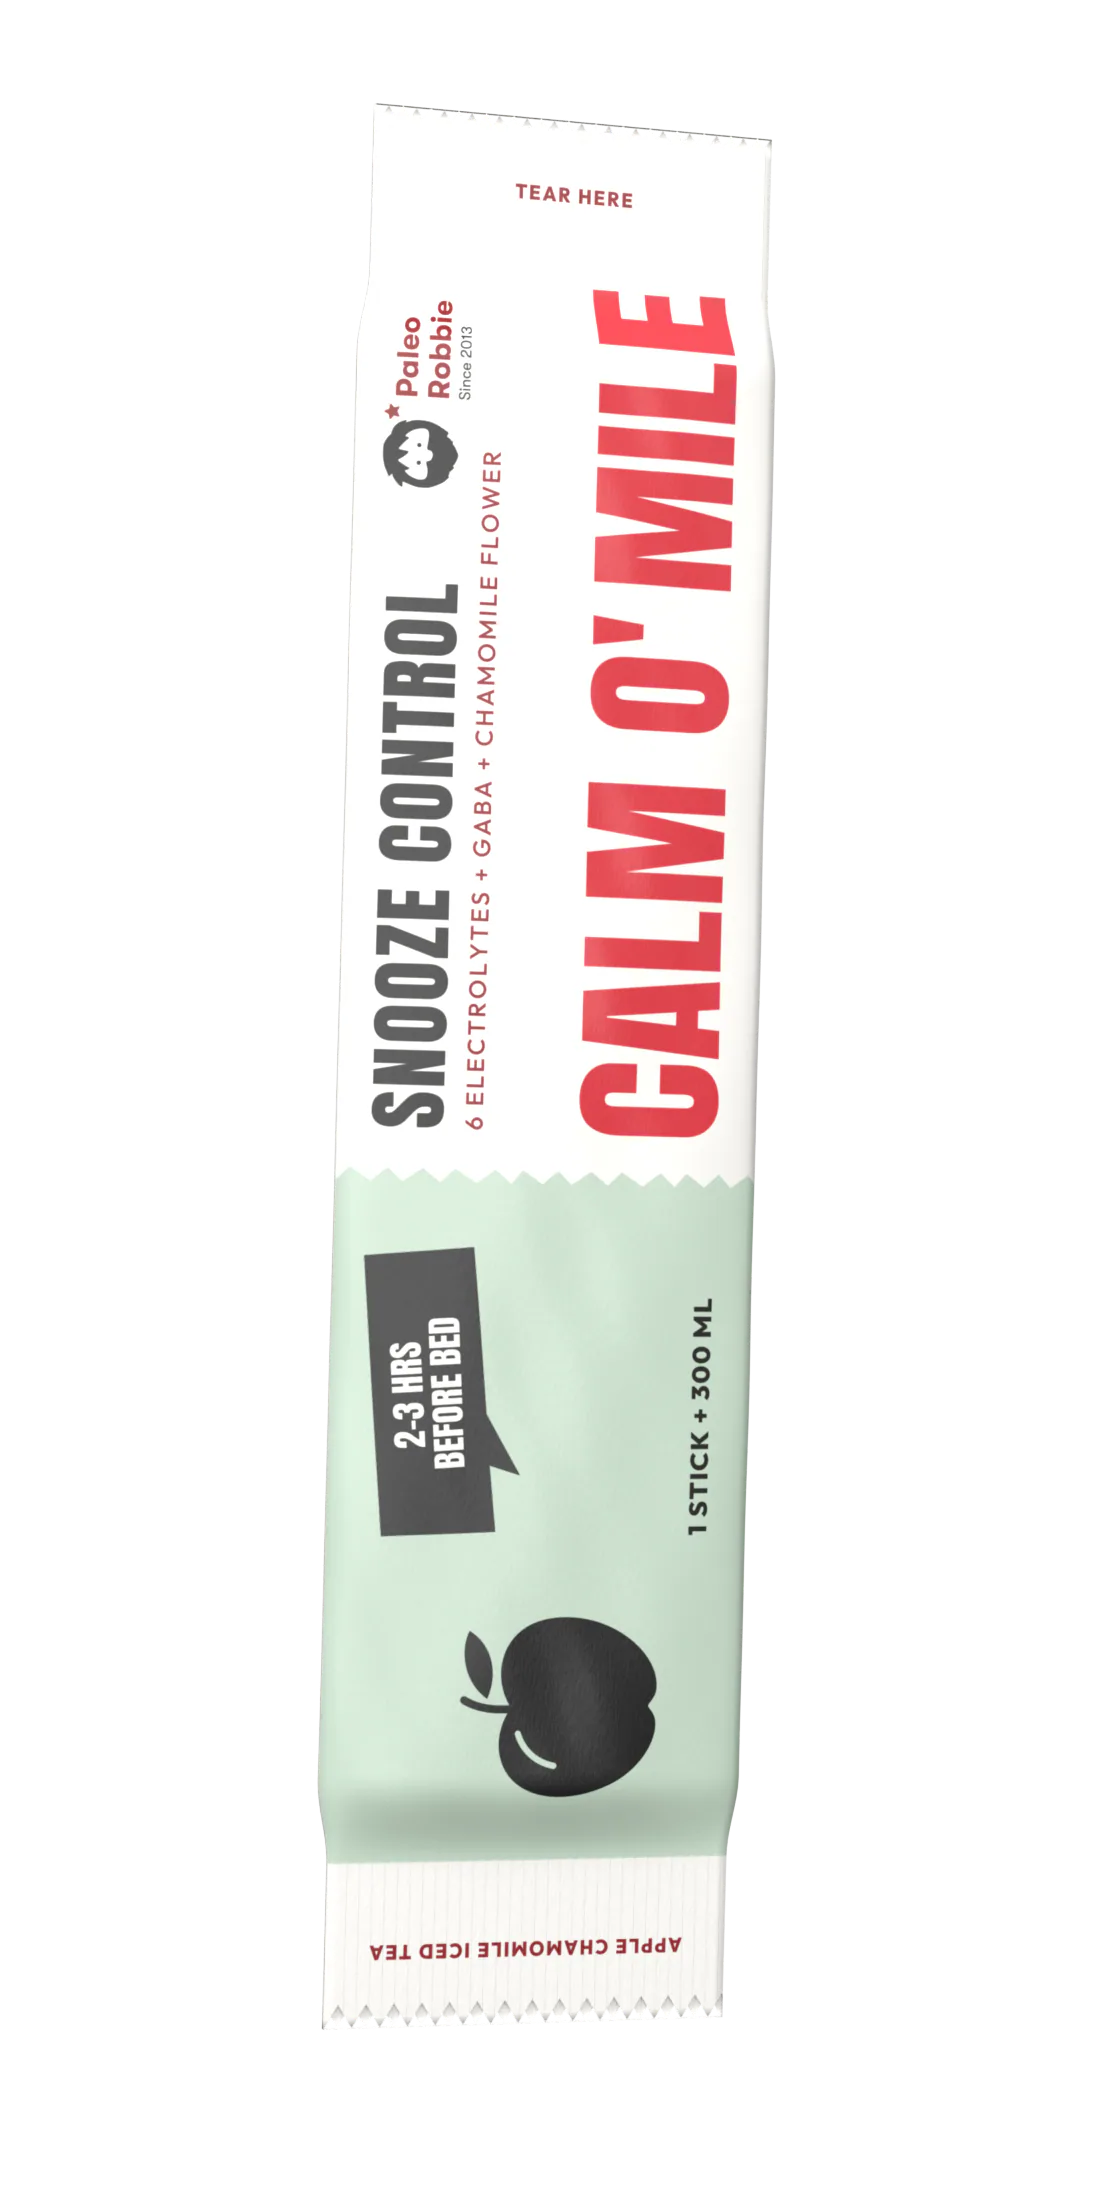 TEAR HERE
Paleo
Robbie
Since 2013
SNOOZE CONTROL
6 ELECTROLYTES + GABA + CHAMOMILE FLOWER
CALM O'MILE
2-3 HRS
BEFORE BED
1 STICK + 300 ML
APPLE CHAMOMILE ICED TEA